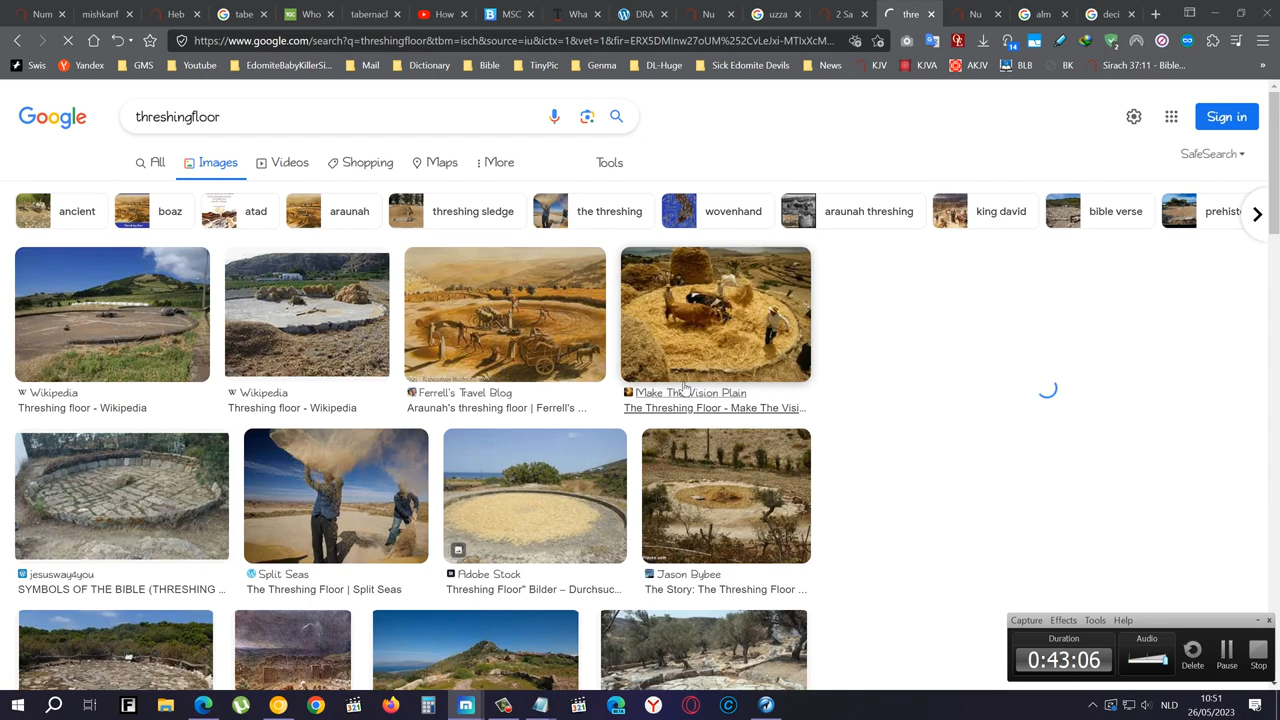 Num
mishkanf
Heb
tabe
Who
tabernacl
How
MSC
Wha
DRA
Nu
uzza
2 Sa
thre
Nu
alm
deci
https://www.google.com/search?q=threshingfloor&tbm=isch&source=iu&ictx=1&vet=1&fir=ERX5DMIn27oUM%252CvLeJxi-MTIxXcM...
14
2
Swis
Yandex
GMS
Youtube
EdomiteBabyKillerSi...
Mail
Dictionary
Bible
TinyPic
Genma
DL-Huge
Sick Edomite Devils
News
KJV
KJVA
AKJV
BLB
BK
Sirach 37:11 - Bible...
»
Google
threshingfloor
Sign in
All
Images
Videos
Shopping
Maps
More
Tools
SafeSearch
ancient
boaz
atad
araunah
threshing sledge
the threshing
wovenhand
araunah threshing
king david
bible verse
prehist
Wikipedia
Threshing floor - Wikipedia
Wikipedia
Threshing floor - Wikipedia
Ferrell's Travel Blog
Araunah's threshing floor | Ferrell's ...
Make The Vision Plain
The Threshing Floor - Make The Visi...
jesusway4you
SYMBOLS OF THE BIBLE (THRESHING ...
Split Seas
The Threshing Floor | Split Seas
Adobe Stock
Threshing Floor" Bilder – Durchsuc...
Jason Bybee
The Story: The Threshing Floor ...
Capture Effects Tools Help
Duration
0:43:06
Audio
Delete
Pause
Stop
NLD
10:51
26/05/2023